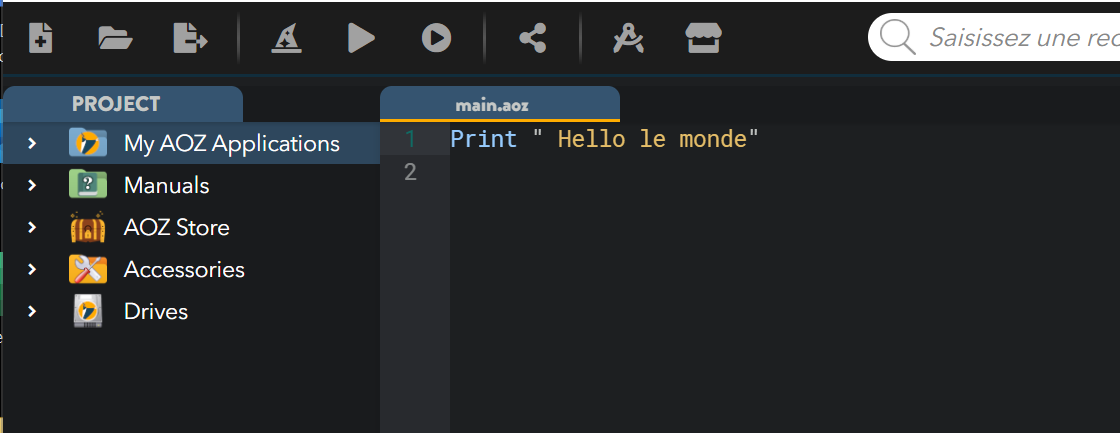 Saisissez une rec
PROJECT
main.aoz
My AOZ Applications
Manuals
AOZ Store
Accessories
Drives
1 Print " Hello le monde"
2